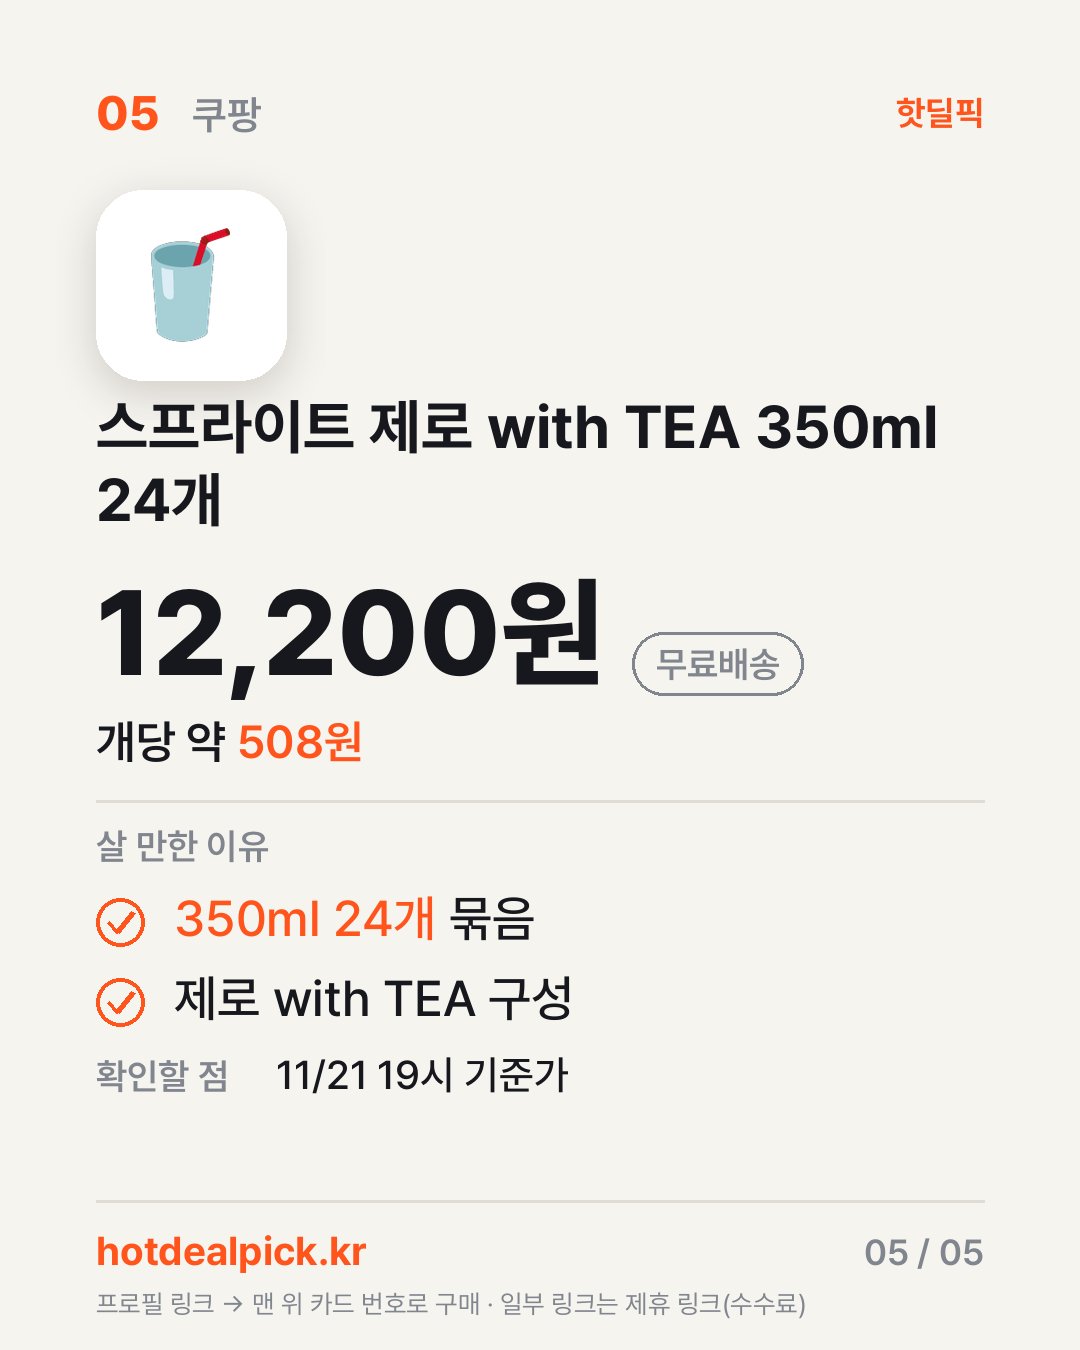 05 쿠팡
핫딜픽
스프라이트 제로 with TEA 350ml
24개
12,200원 무료배송
개당 약 508원
살 만한 이유
350ml 24개 묶음
제로 with TEA 구성
확인할 점 11/21 19시 기준가
hotdealpick.kr
05 / 05
프로필 링크 → 맨 위 카드 번호로 구매 · 일부 링크는 제휴 링크(수수료)